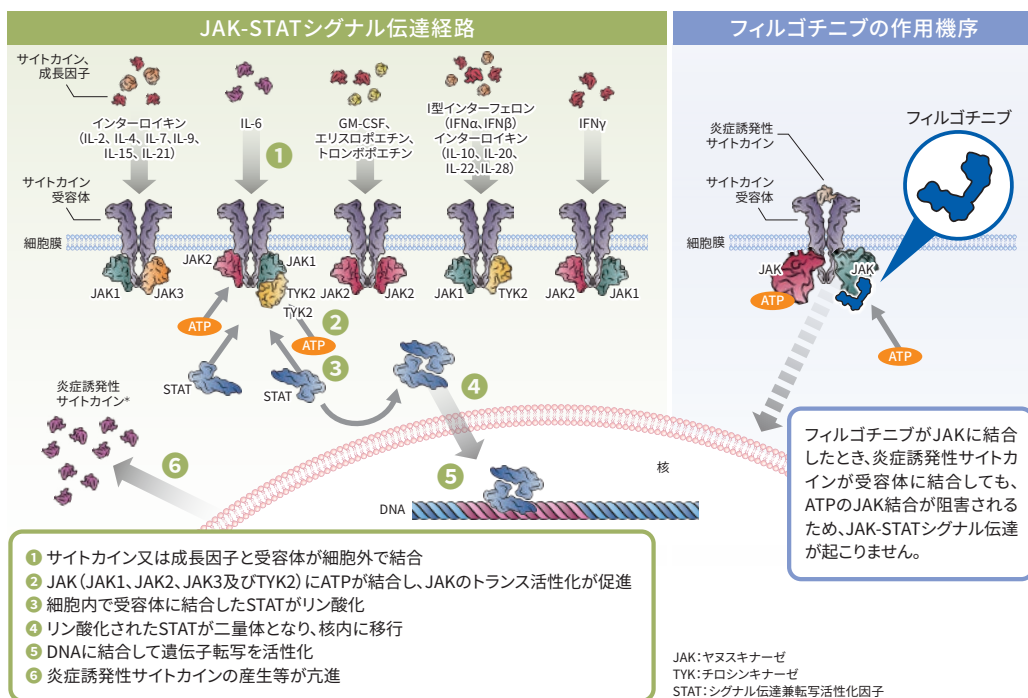 JAK-STATシグナル伝達経路
サイトカイン、
成長因子
インターロイキン
(IL-2、IL-4、IL-7、IL-9、
IL-15、IL-21)
IL-6
GM-CSF、
エリスロポエチン、
トロンボポエチン
I型インターフェロン
(IFNα、IFNβ)
インターロイキン
(IL-10、IL-20、
IL-22、IL-28)
IFNγ
❶
サイトカイン
受容体
細胞膜
JAK1
JAK3
JAK2
JAK1
TYK2
TYK2
JAK2
JAK2
JAK1
TYK2
JAK2
JAK1
ATP
❷
ATP
❸
STAT
STAT
❹
炎症誘発性
サイトカイン*
❻
❺
核
DNA
❶ サイトカイン又は成長因子と受容体が細胞外で結合
❷ JAK(JAK1、JAK2、JAK3及びTYK2)にATPが結合し、JAKのトランス活性化が促進
❸ 細胞内で受容体に結合したSTATがリン酸化
❹ リン酸化されたSTATが二量体となり、核内に移行
❺ DNAに結合して遺伝子転写を活性化
❻ 炎症誘発性サイトカインの産生等が亢進
フィルゴチニブの作用機序
フィルゴチニブ
炎症誘発性
サイトカイン
サイトカイン
受容体
細胞膜
JAK
JAK
ATP
ATP
フィルゴチニブがJAKに結合
したとき、炎症誘発性サイトカ
インが受容体に結合しても、
ATPのJAK結合が阻害される
ため、JAK-STATシグナル伝達
が起こりません。
JAK：ヤヌスキナーゼ
TYK：チロシンキナーゼ
STAT：シグナル伝達兼転写活性化因子